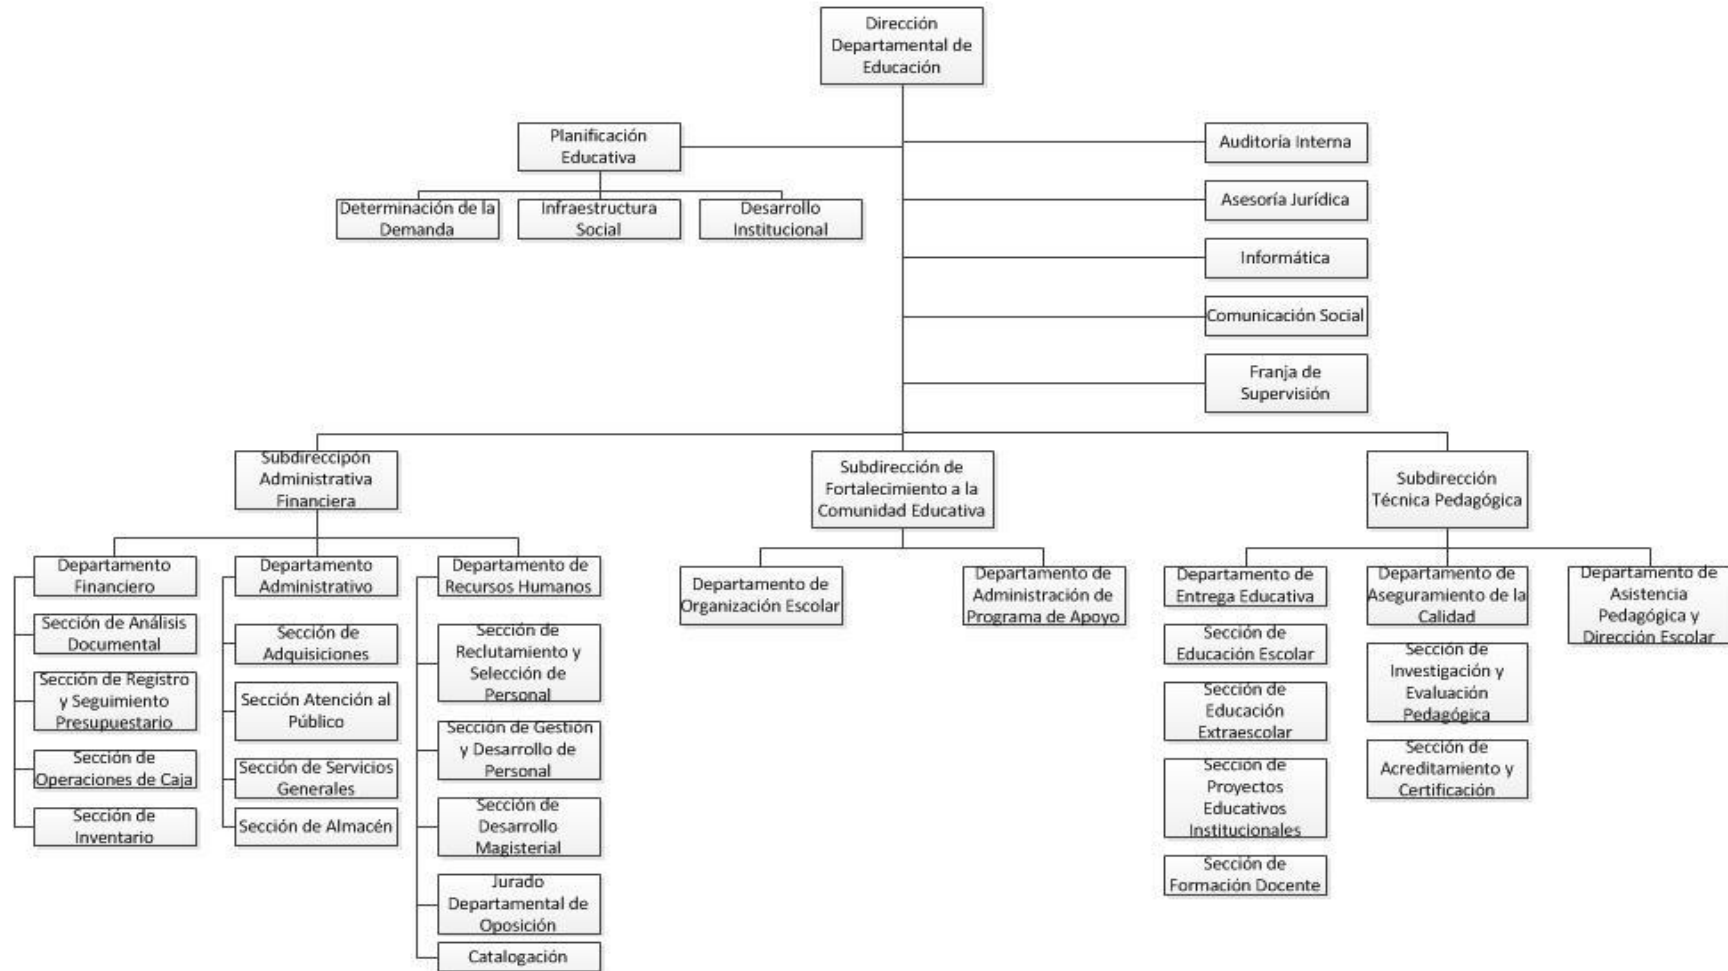 Dirección
Departamental de
Educación
Planificación
Educativa
Determinación de la
Demanda
Infraestructura
Social
Desarrollo
Institucional
Auditoría Interna
Asesoría Jurídica
Informática
Comunicación Social
Franja de
Supervisión
Subdireccipón
Administrativa
Financiera
Departamento
Financiero
Sección de Análisis
Documental
Sección de Registro
y Seguimiento
Presupuestario
Sección de
Operaciones de Caja
Sección de
Inventario
Departamento
Administrativo
Sección de
Adquisiciones
Sección Atención al
Público
Sección de Servicios
Generales
Sección de Almacén
Departamento de
Recursos Humanos
Sección de
Reclutamiento y
Selección de
Personal
Sección de Gestión
y Desarrollo de
Personal
Sección de
Desarrollo
Magisterial
Jurado
Departamental de
Oposición
Catalogación
Subdirección de
Fortalecimiento a la
Comunidad Educativa
Departamento de
Organización Escolar
Departamento de
Administración de
Programa de Apoyo
Subdirección
Técnica Pedagógica
Departamento de
Entrega Educativa
Sección de
Educación Escolar
Sección de
Educación
Extraescolar
Sección de
Proyectos
Educativos
Institucionales
Sección de
Formación Docente
Departamento de
Aseguramiento de la
Calidad
Sección de
Investigación y
Evaluación
Pedagógica
Sección de
Acreditamiento y
Certificación
Departamento de
Asistencia
Pedagógica y
Dirección Escolar